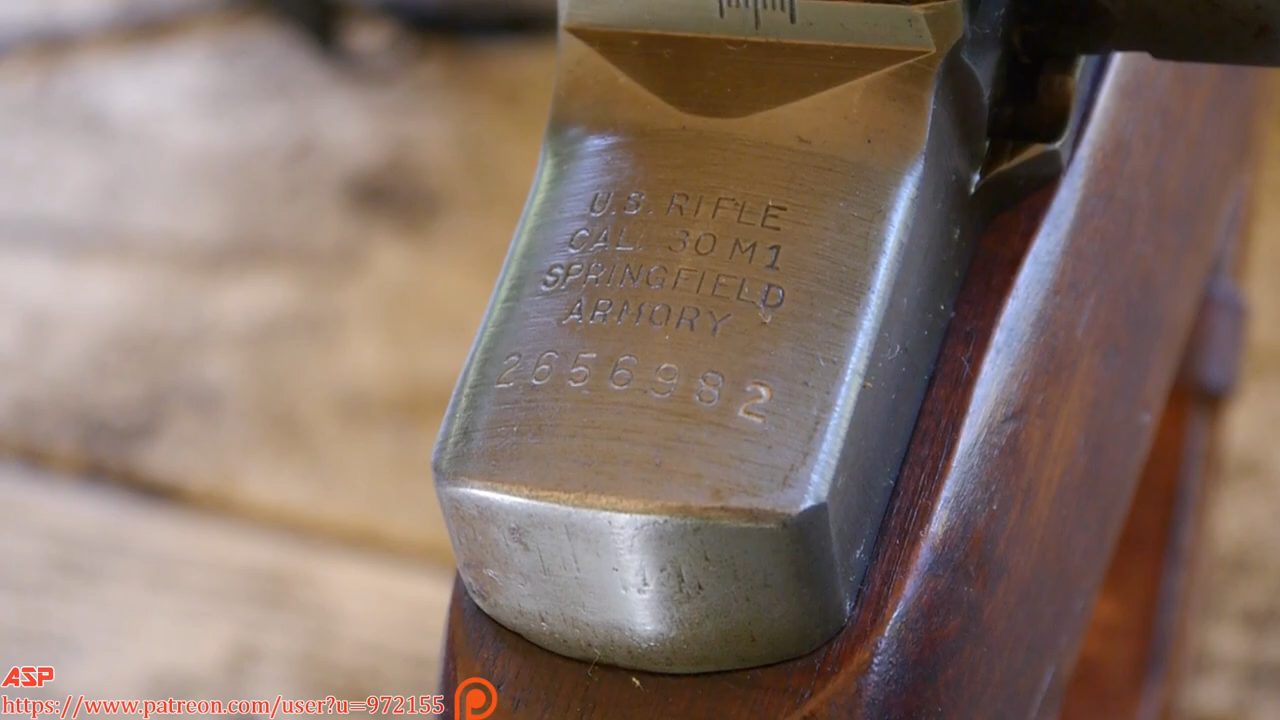 U.S. RIFLE
CAL. 30 M1
SPRINGFIELD
ARMORY
2656982
ASP
https://www.patreon.com/user?u=972155